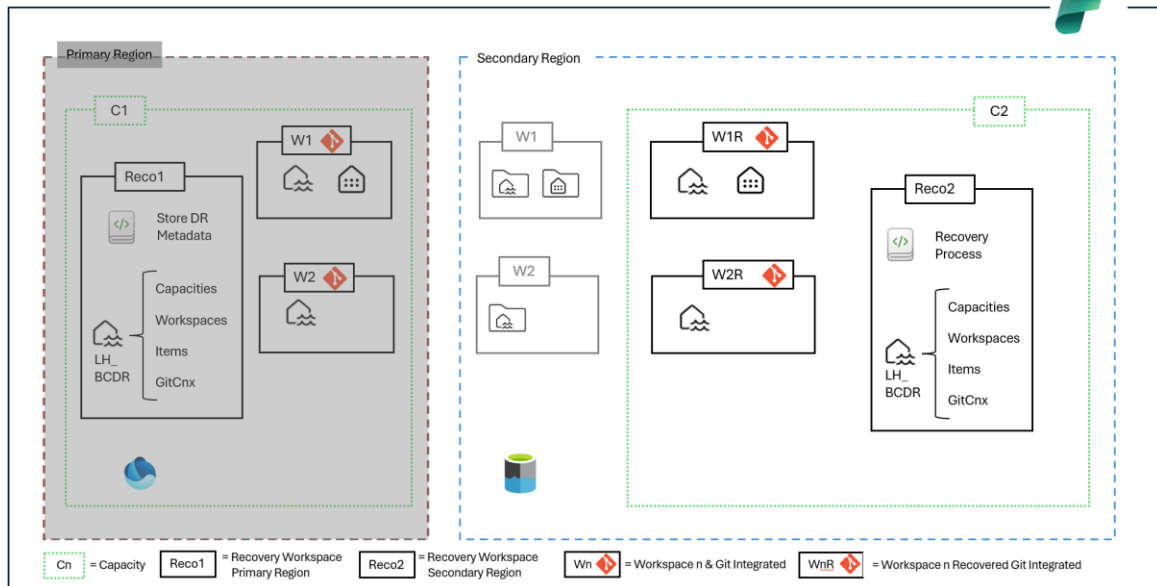 Primary Region
C1
W1
Reco1
Store DR
Metadata
W2
Capacities
Workspaces
Items
GitCnx
LH_
BCDR
Secondary Region
W1
W2
C2
W1R
W2R
Reco2
Recovery
Process
Capacities
Workspaces
Items
GitCnx
LH_
BCDR
Cn
= Capacity
Reco1
= Recovery Workspace
Primary Region
Reco2
= Recovery Workspace
Secondary Region
Wn
= Workspace n & Git Integrated
WnR
= Workspace n Recovered Git Integrated